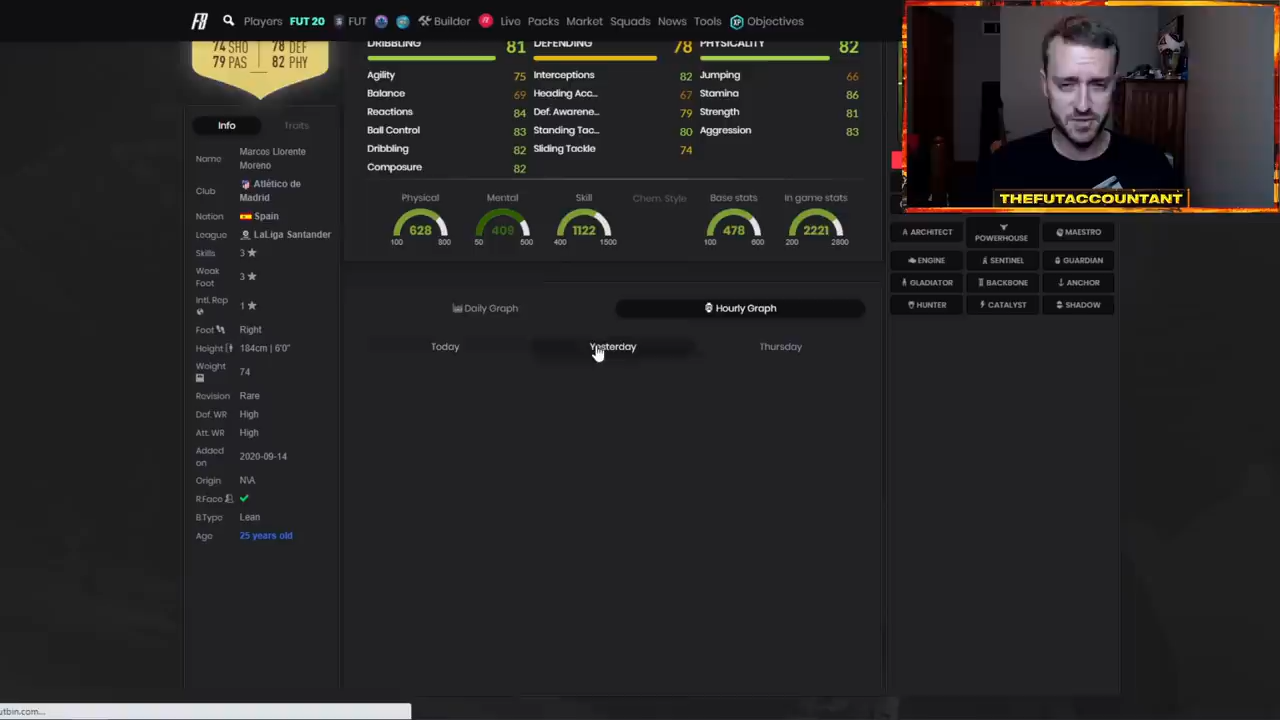 Players FUT 20 FUT Builder Live Packs Market Squads News Tools Objectives
74 SHO 78 DEF
79 PAS 82 PHY
DRIBBLING 81 DEFENDING 78 PHYSICALITY 82
Agility 75 Interceptions 82 Jumping 66
Balance 69 Heading Acc... 67 Stamina 86
Reactions 84 Def. Awarene... 79 Strength 81
Ball Control 83 Standing Tac... 80 Aggression 83
Dribbling 82 Sliding Tackle 74
Composure 82
Physical Mental Skill Chem. Style Base stats In game stats
628 409 1122 478 2221
100 800 50 500 400 1500 100 600 200 2800
Daily Graph Hourly Graph
Today Yesterday Thursday
Info Traits
Name Marcos Llorente Moreno
Club Atlético de Madrid
Nation Spain
League LaLiga Santander
Skills 3
Weak Foot 3
Intl. Rep 1
Foot Right
Height 184cm | 6'0"
Weight 74
Revision Rare
Def. WR High
Att. WR High
Added on 2020-09-14
Origin N\A
R.Face
B.Type Lean
Age 25 years old
ARCHITECT POWERHOUSE MAESTRO
ENGINE SENTINEL GUARDIAN
GLADIATOR BACKBONE ANCHOR
HUNTER CATALYST SHADOW
THEFUTACCOUNTANT
utbin.com...